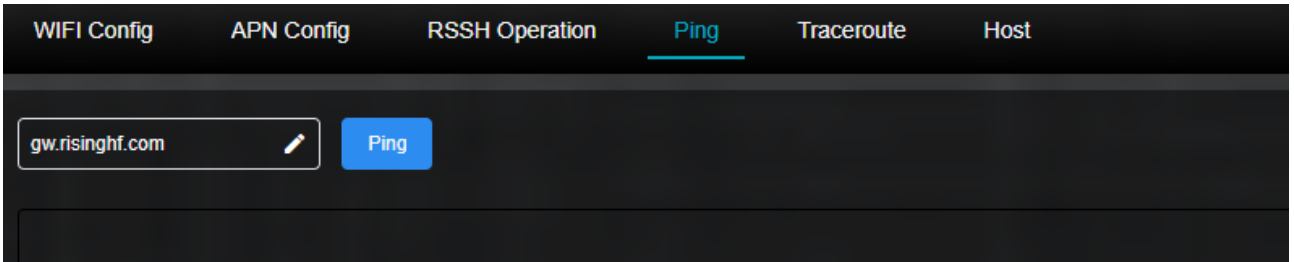 WIFI Config APN Config RSSH Operation Ping Traceroute Host
gw.risinghf.com Ping